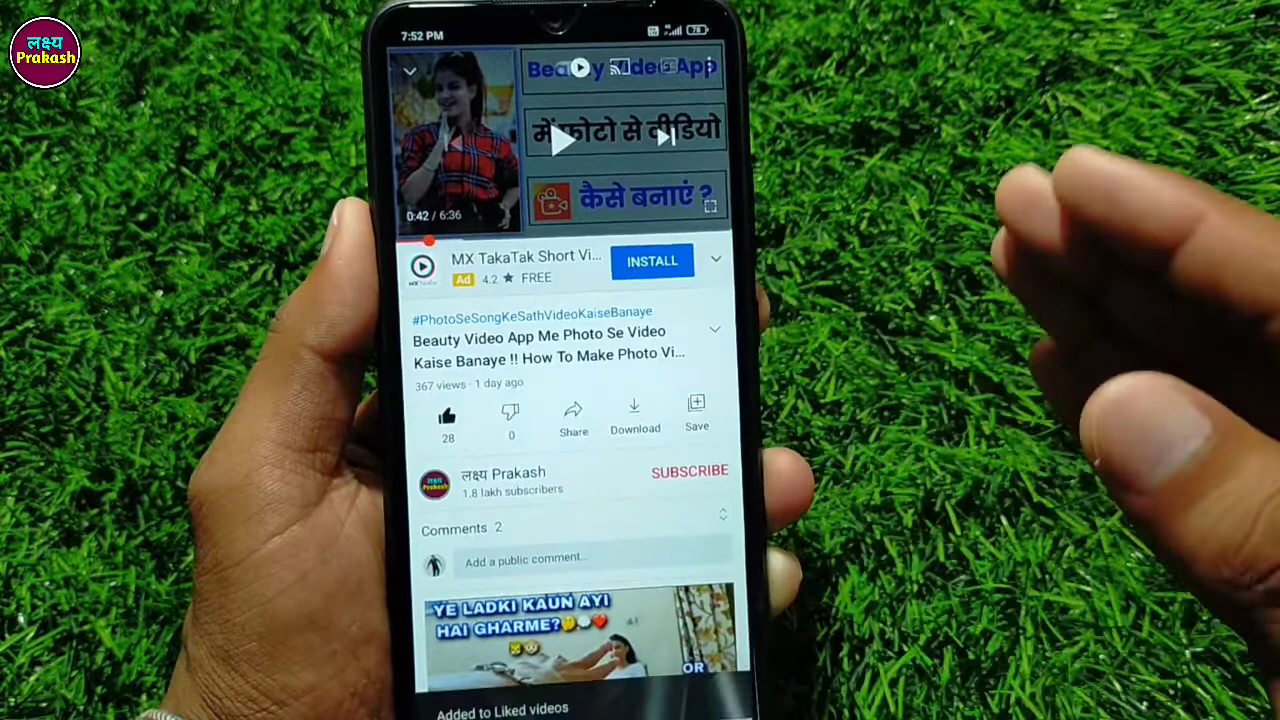 लक्ष्य
Prakash
7:52 PM
78
Beauty Video App
में फोटो से वीडियो
कैसे बनाएं ?
0:42 / 6:36
MX TakaTak Short Vi...
INSTALL
Ad 4.2 ★ FREE
#PhotoSeSongKeSathVideoKaiseBanaye
Beauty Video App Me Photo Se Video
Kaise Banaye !! How To Make Photo Vi...
367 views · 1 day ago
28
0
Share
Download
Save
लक्ष्य Prakash
SUBSCRIBE
1.8 lakh subscribers
Comments 2
Add a public comment...
YE LADKI KAUN AYI
HAI GHARME?
OR
Added to Liked videos